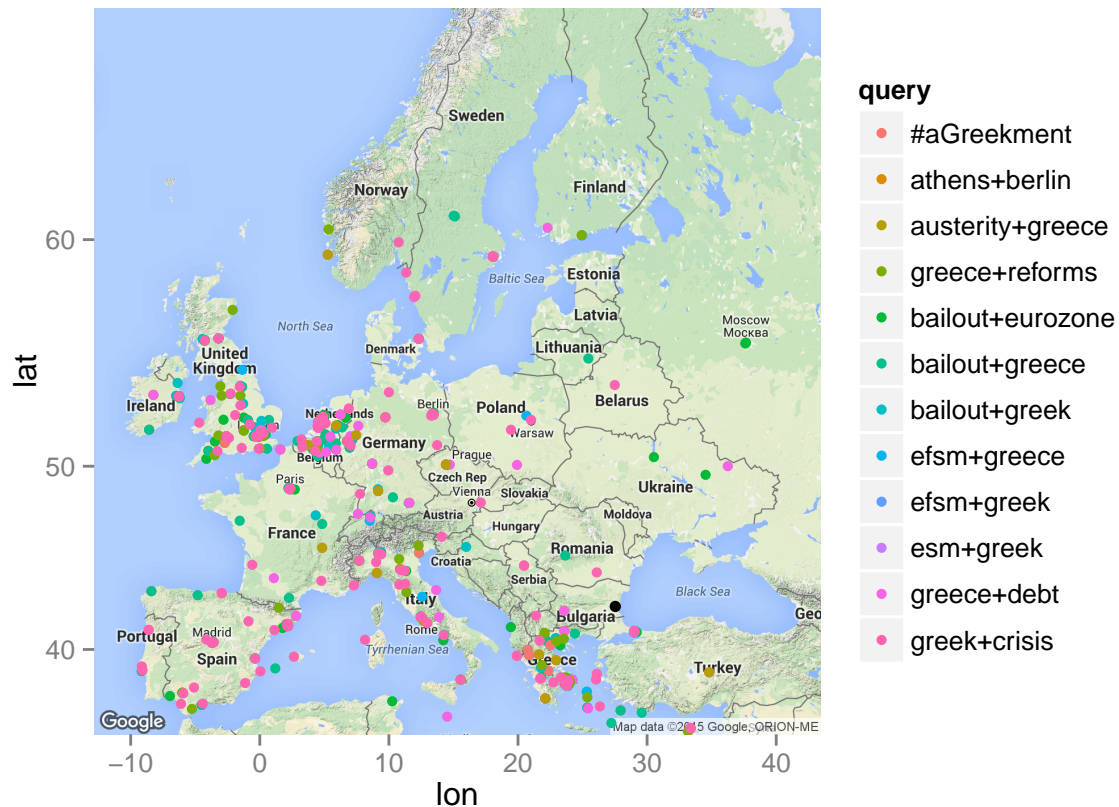 Sweden
Norway
Finland
60
Estonia
Baltic Sea
North Sea
Latvia
Moscow
Москва
Denmark
Lithuania
United
Kingdom
Ireland
Berlin
Netherlands
Poland
Belarus
Warsaw
Germany
Belgium
50
Prague
Paris
Czech Rep
Ukraine
Vienna
Slovakia
Austria
Moldova
France
Hungary
Croatia
Romania
Serbia
Italy
Black Sea
Bulgaria
Geo
Portugal
Madrid
Rome
Spain
40
Tyrrhenian Sea
Greece
Turkey
Google
Map data ©2015 Google, ORION-ME
−10
0
10
20
30
40
lon
lat
query
#aGreekment
athens+berlin
austerity+greece
greece+reforms
bailout+eurozone
bailout+greece
bailout+greek
efsm+greece
efsm+greek
esm+greek
greece+debt
greek+crisis